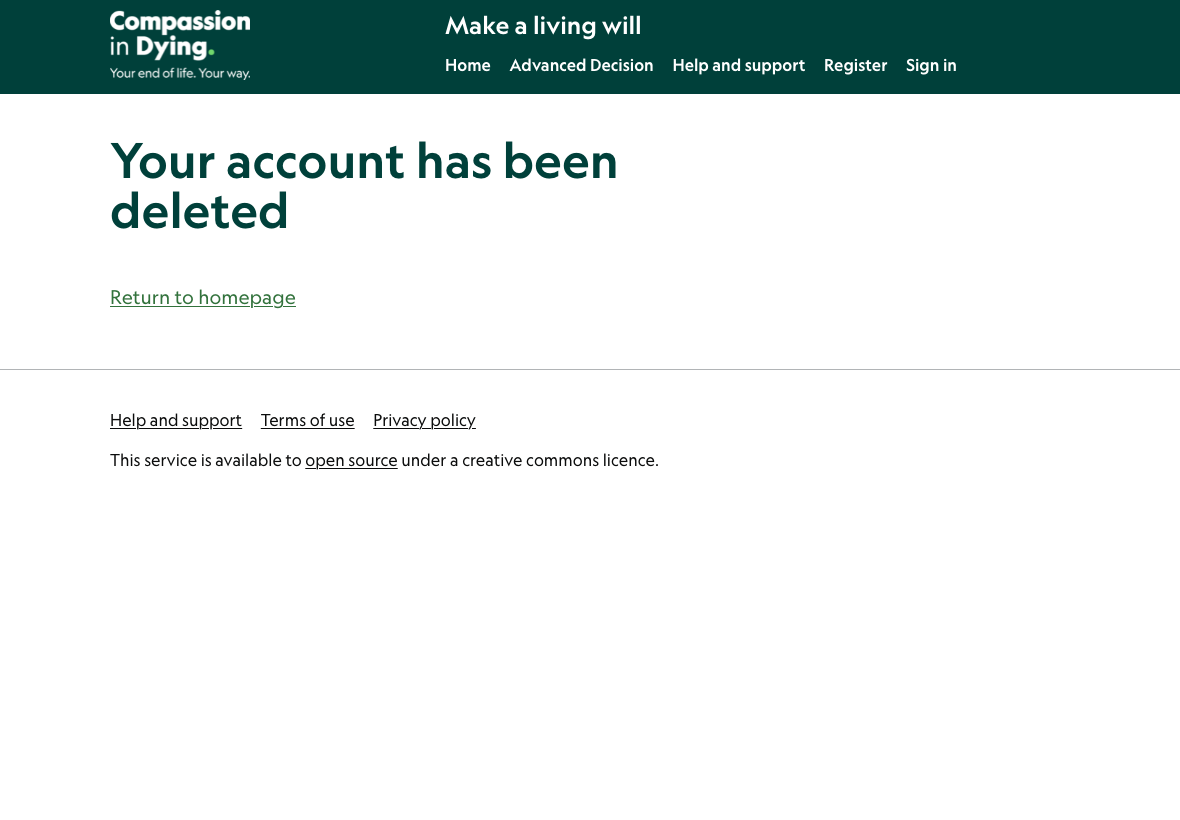 Compassion
in Dying.
Your end of life. Your way.
Make a living will
Home Advanced Decision Help and support Register Sign in
Your account has been
deleted
Return to homepage
Help and support Terms of use Privacy policy
This service is available to open source under a creative commons licence.